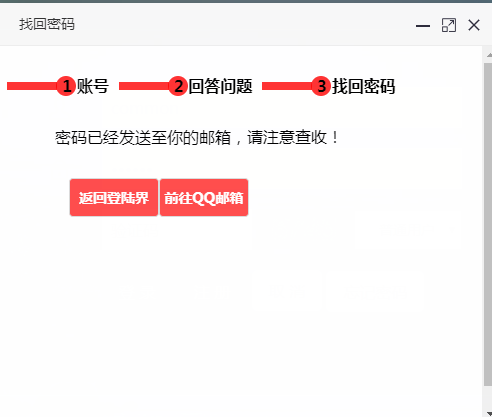 找回密码
1 账号 2 回答问题 3 找回密码
密码已经发送至你的邮箱，请注意查收！
返回登陆界 前往QQ邮箱